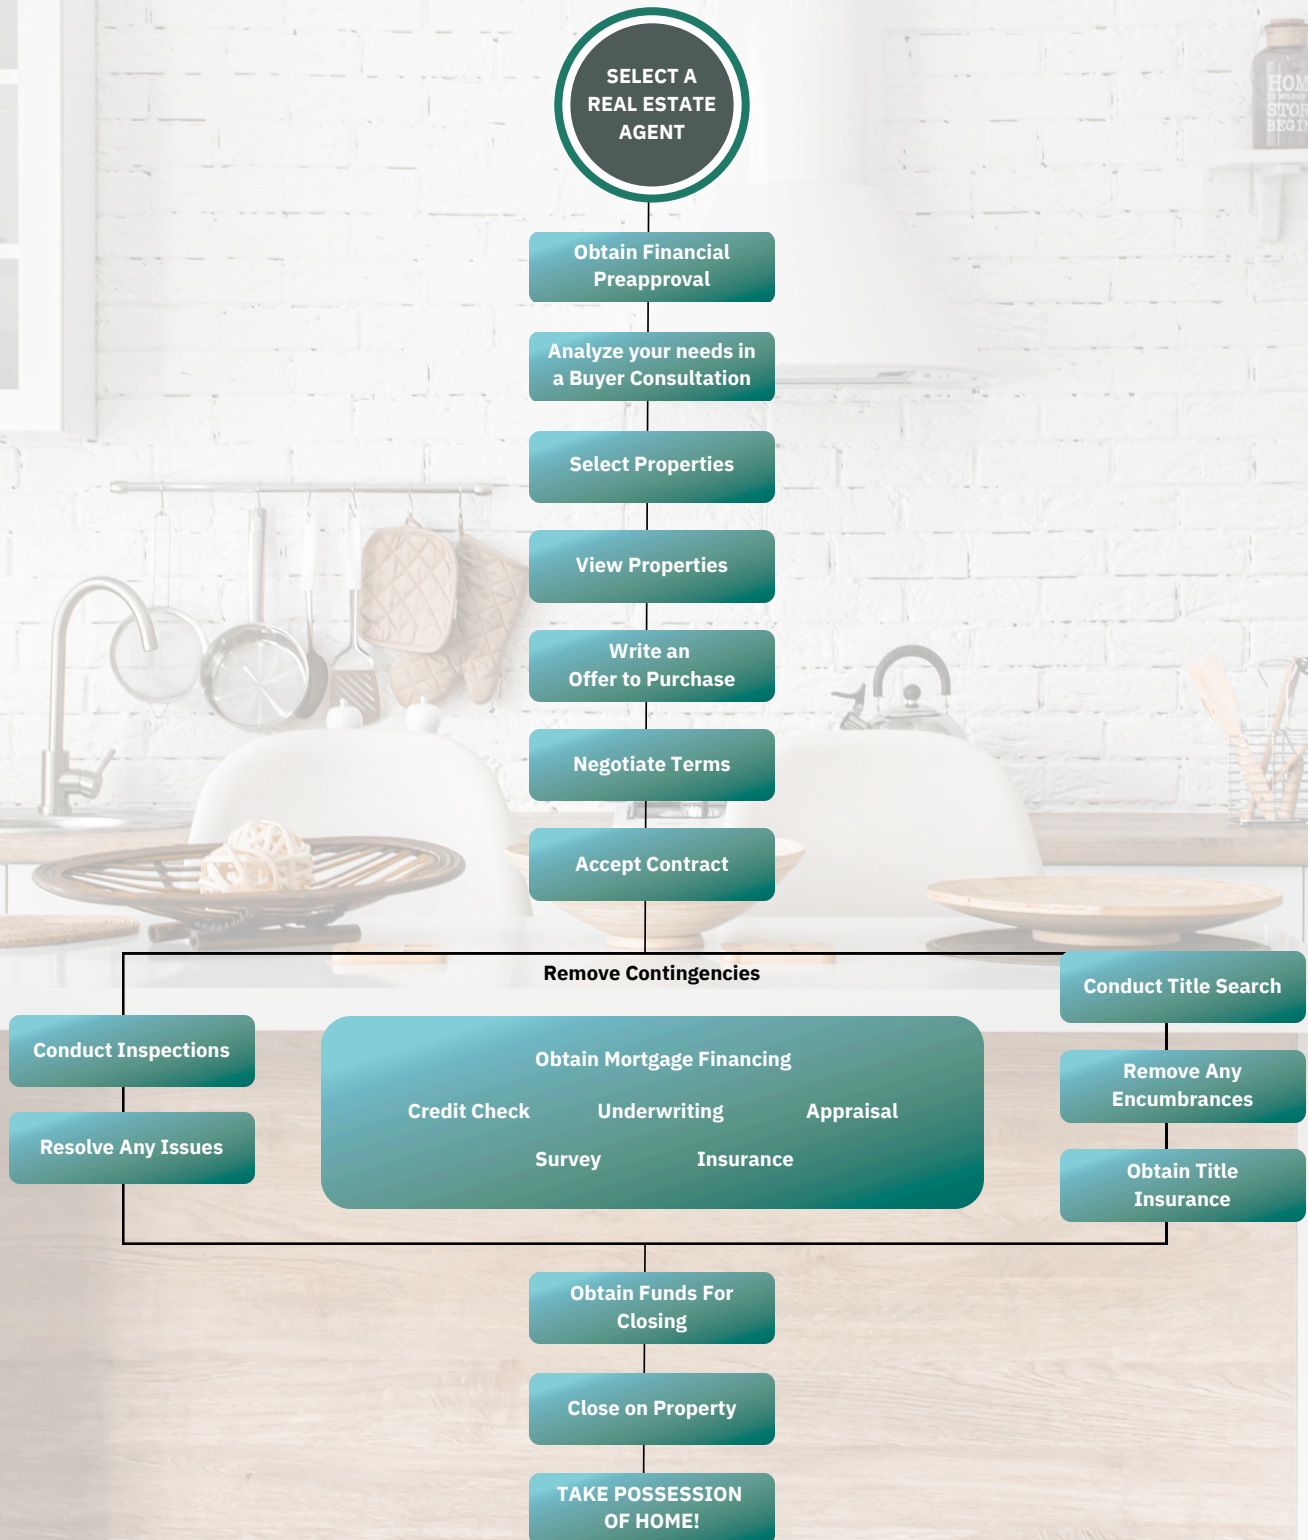 SELECT A
REAL ESTATE
AGENT
Obtain Financial
Preapproval
Analyze your needs in
a Buyer Consultation
Select Properties
View Properties
Write an
Offer to Purchase
Negotiate Terms
Accept Contract
Remove Contingencies
Conduct Inspections
Resolve Any Issues
Obtain Mortgage Financing
Credit Check Underwriting Appraisal
Survey Insurance
Conduct Title Search
Remove Any
Encumbrances
Obtain Title
Insurance
Obtain Funds For
Closing
Close on Property
TAKE POSSESSION
OF HOME!